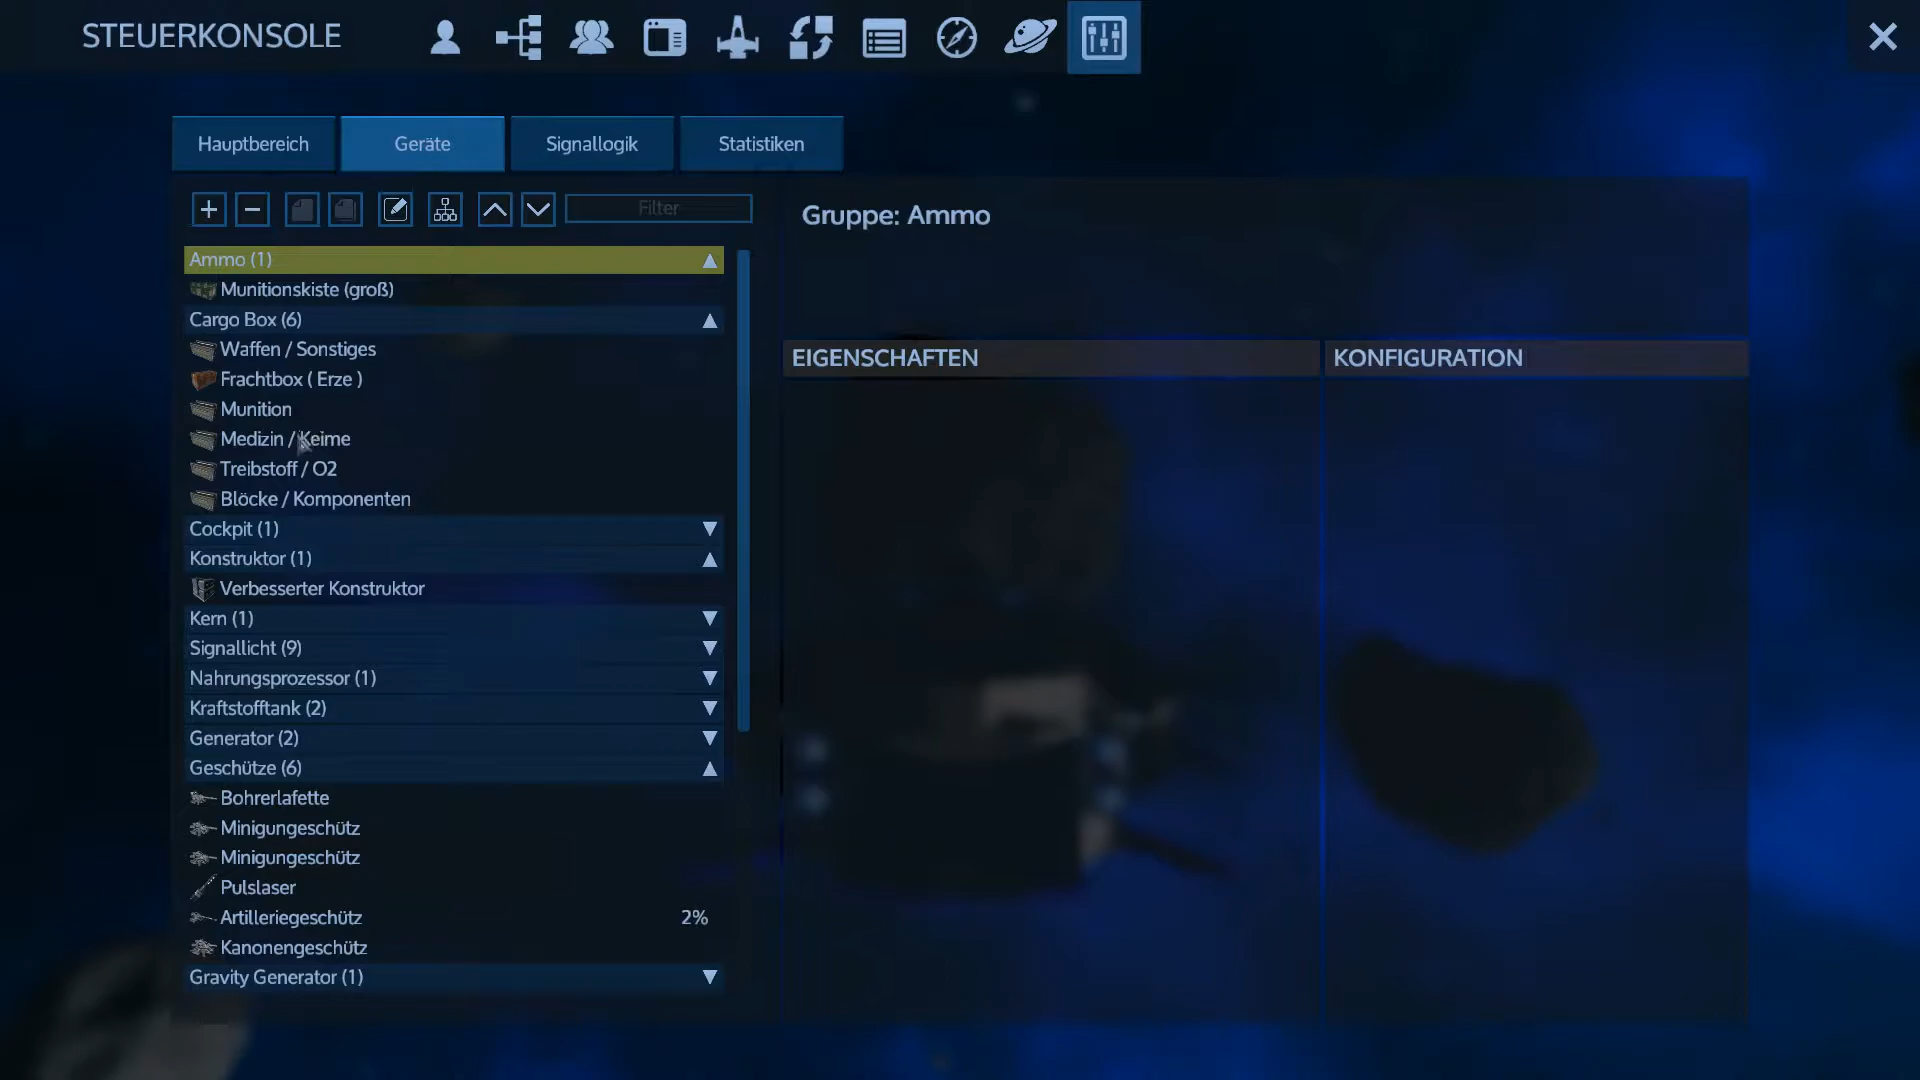 STEUERKONSOLE
Hauptbereich
Geräte
Signallogik
Statistiken
Filter
Gruppe: Ammo
Ammo (1)
Munitionskiste (groß)
Cargo Box (6)
Waffen / Sonstiges
EIGENSCHAFTEN
KONFIGURATION
Frachtbox ( Erze )
Munition
Medizin / Keime
Treibstoff / O2
Blöcke / Komponenten
Cockpit (1)
Konstruktor (1)
Verbesserter Konstruktor
Kern (1)
Signallicht (9)
Nahrungsprozessor (1)
Kraftstofftank (2)
Generator (2)
Geschütze (6)
Bohrerlafette
Minigungeschütz
Minigungeschütz
Pulslaser
Artilleriegeschütz 2%
Kanonengeschütz
Gravity Generator (1)